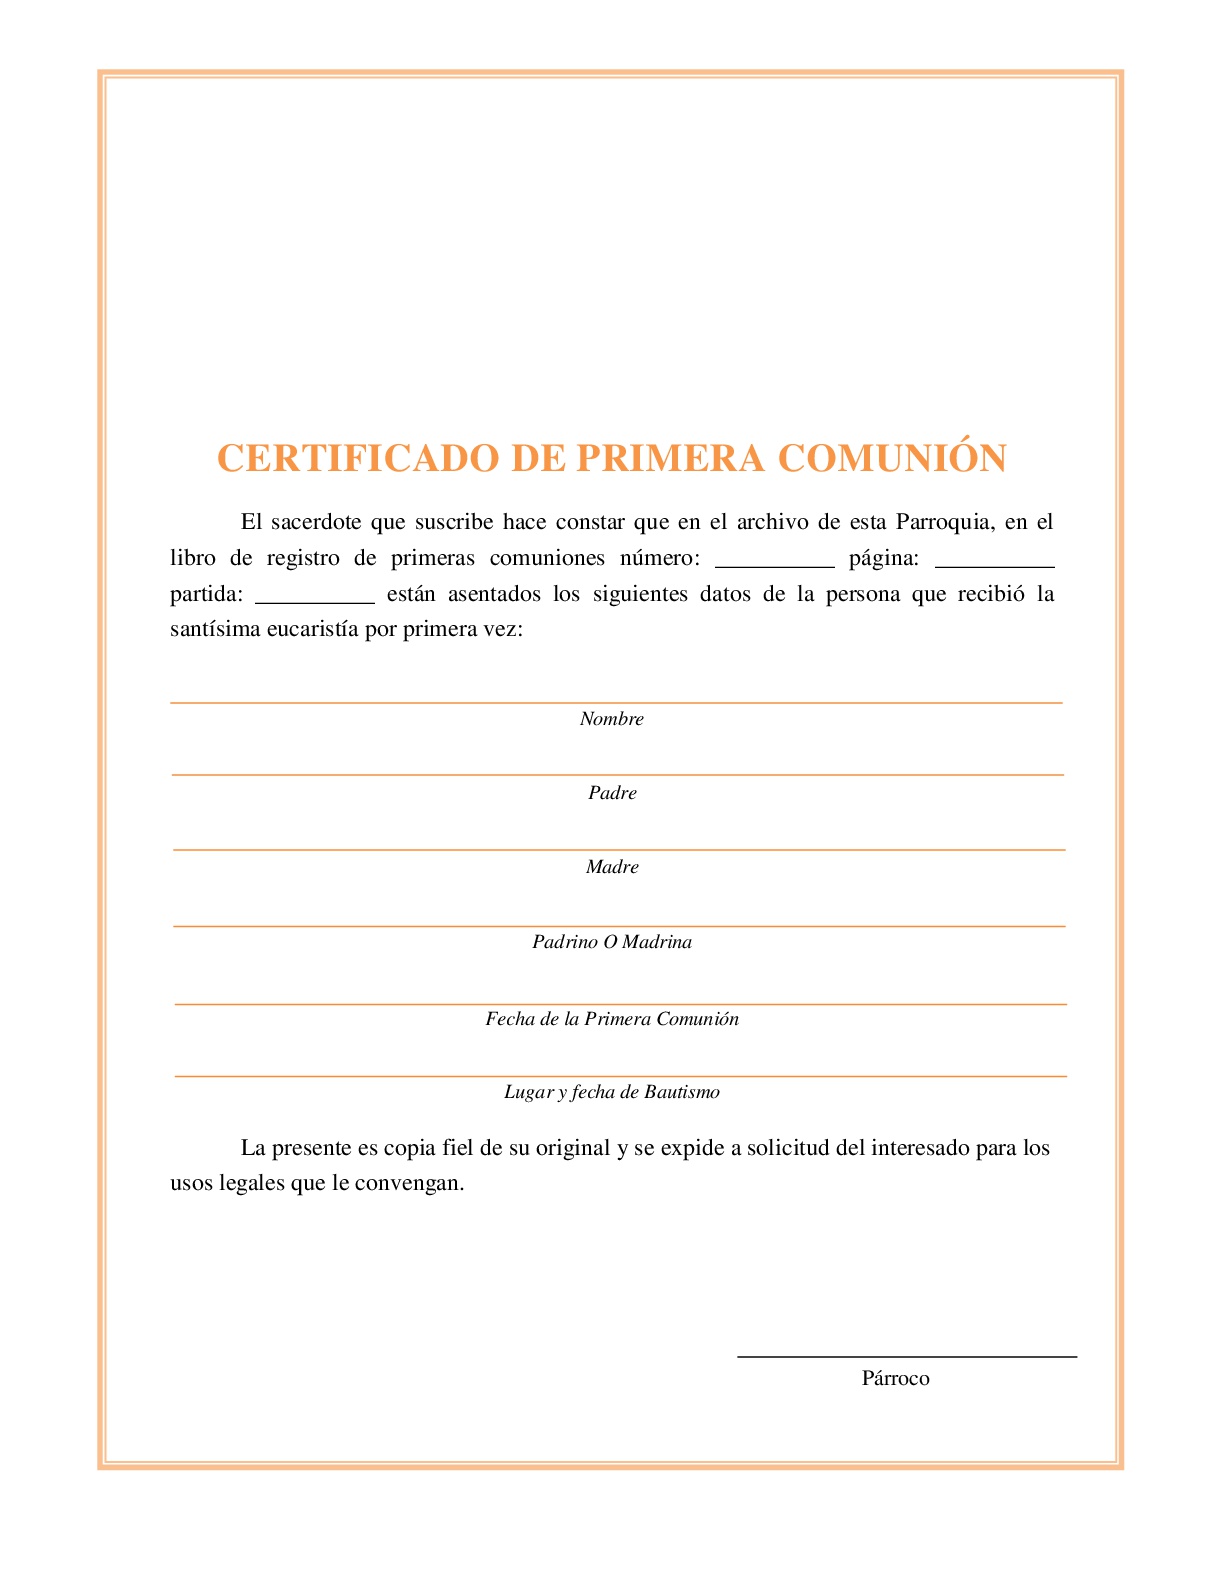 CERTIFICADO DE PRIMERA COMUNIÓN
El sacerdote que suscribe hace constar que en el archivo de esta Parroquia, en el
libro de registro de primeras comuniones número: __________ página: __________
partida: __________ están asentados los siguientes datos de la persona que recibió la
santísima eucaristía por primera vez:
Nombre
Padre
Madre
Padrino O Madrina
Fecha de la Primera Comunión
Lugar y fecha de Bautismo
La presente es copia fiel de su original y se expide a solicitud del interesado para los
usos legales que le convengan.
Párroco